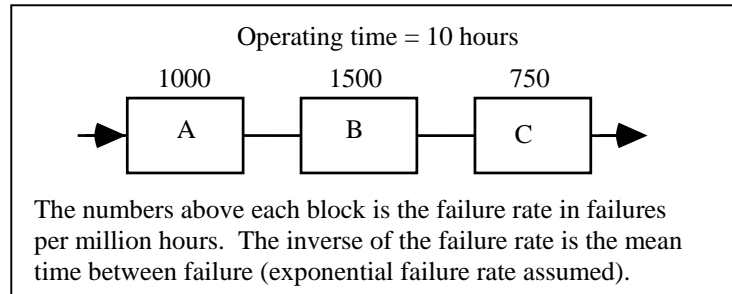 Operating time = 10 hours
1000 1500 750
A B C
The numbers above each block is the failure rate in failures
per million hours. The inverse of the failure rate is the mean
time between failure (exponential failure rate assumed).